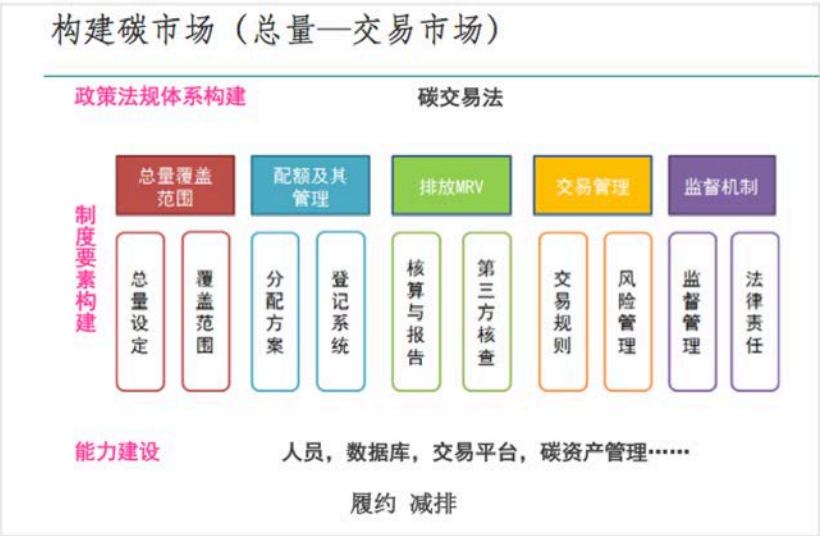 构建碳市场（总量—交易市场）
政策法规体系构建
碳交易法
制度要素构建
总量覆盖
范围
配额及其
管理
排放MRV
交易管理
监督机制
总量设定
覆盖范围
分配方案
登记系统
核算与报告
第三方核查
交易规则
风险管理
监督管理
法律责任
能力建设
人员，数据库，交易平台，碳资产管理……
履约 减排